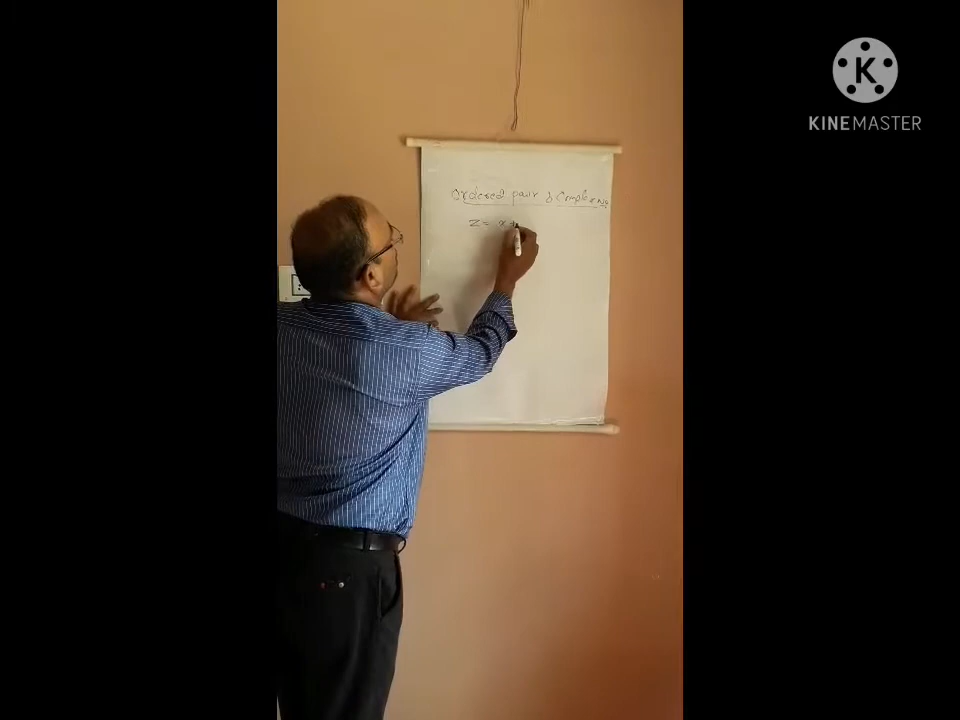 Ordered pair of Complex No.
Z = x +
K
KINEMASTER